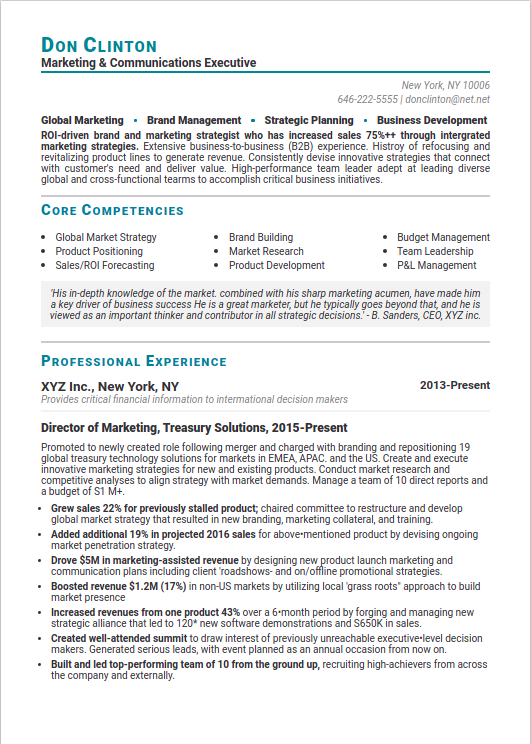 DON CLINTON
Marketing & Communications Executive
New York, NY 10006
646-222-5555 | donclinton@net.net
Global Marketing • Brand Management • Strategic Planning • Business Development
ROI-driven brand and marketing strategist who has increased sales 75%++ through intergrated
marketing strategies. Extensive business-to-business (B2B) experience. Histroy of refocusing and
revitalizing product lines to generate revenue. Consistently devise innovative strategies that connect
with customer's need and deliver value. High-performance team leader adept at leading diverse
global and cross-functional tearms to accomplish critical business initiatives.
CORE COMPETENCIES
• Global Market Strategy • Brand Building • Budget Management
• Product Positioning • Market Research • Team Leadership
• Sales/ROI Forecasting • Product Development • P&L Management
'His in-depth knowledge of the market. combined with his sharp marketing acumen, have made him
a key driver of business success He is a great marketer, but he typically goes beyond that, and he is
viewed as an important thinker and contributor in all strategic decisions.' - B. Sanders, CEO, XYZ inc.
PROFESSIONAL EXPERIENCE
XYZ Inc., New York, NY 2013-Present
Provides critical financial information to international decision makers
Director of Marketing, Treasury Solutions, 2015-Present
Promoted to newly created role following merger and charged with branding and repositioning 19
global treasury technology solutions for markets in EMEA, APAC. and the US. Create and execute
innovative marketing strategies for new and existing products. Conduct market research and
competitive analyses to align strategy with market demands. Manage a team of 10 direct reports and
a budget of S1 M+.
• Grew sales 22% for previously stalled product; chaired committee to restructure and develop
global market strategy that resulted in new branding, marketing collateral, and training.
• Added additional 19% in projected 2016 sales for above•mentioned product by devising ongoing
market penetration strategy.
• Drove $5M in marketing-assisted revenue by designing new product launch marketing and
communication plans including client 'roadshows- and on/offline promotional strategies.
• Boosted revenue $1.2M (17%) in non-US markets by utilizing local 'grass roots" approach to build
market presence
• Increased revenues from one product 43% over a 6•month period by forging and managing new
strategic alliance that led to 120* new software demonstrations and S650K in sales.
• Created well-attended summit to draw interest of previously unreachable executive•level decision
makers. Generated serious leads, with event planned as an annual occasion from now on.
• Built and led top-performing team of 10 from the ground up, recruiting high-achievers from across
the company and externally.